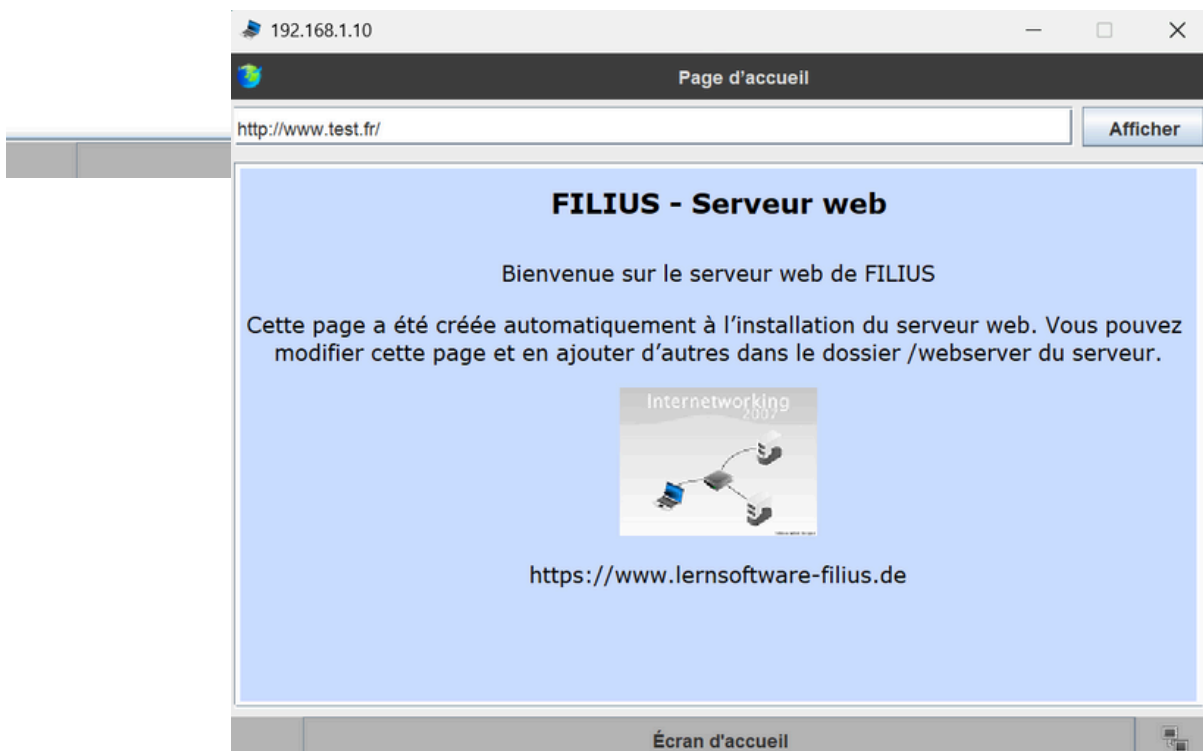 192.168.1.10
Page d’accueil
http://www.test.fr/
Afficher
FILIUS - Serveur web
Bienvenue sur le serveur web de FILIUS
Cette page a été créée automatiquement à l’installation du serveur web. Vous pouvez
modifier cette page et en ajouter d’autres dans le dossier /webserver du serveur.
Internetworking
2007
https://www.lernsoftware-filius.de
Écran d'accueil